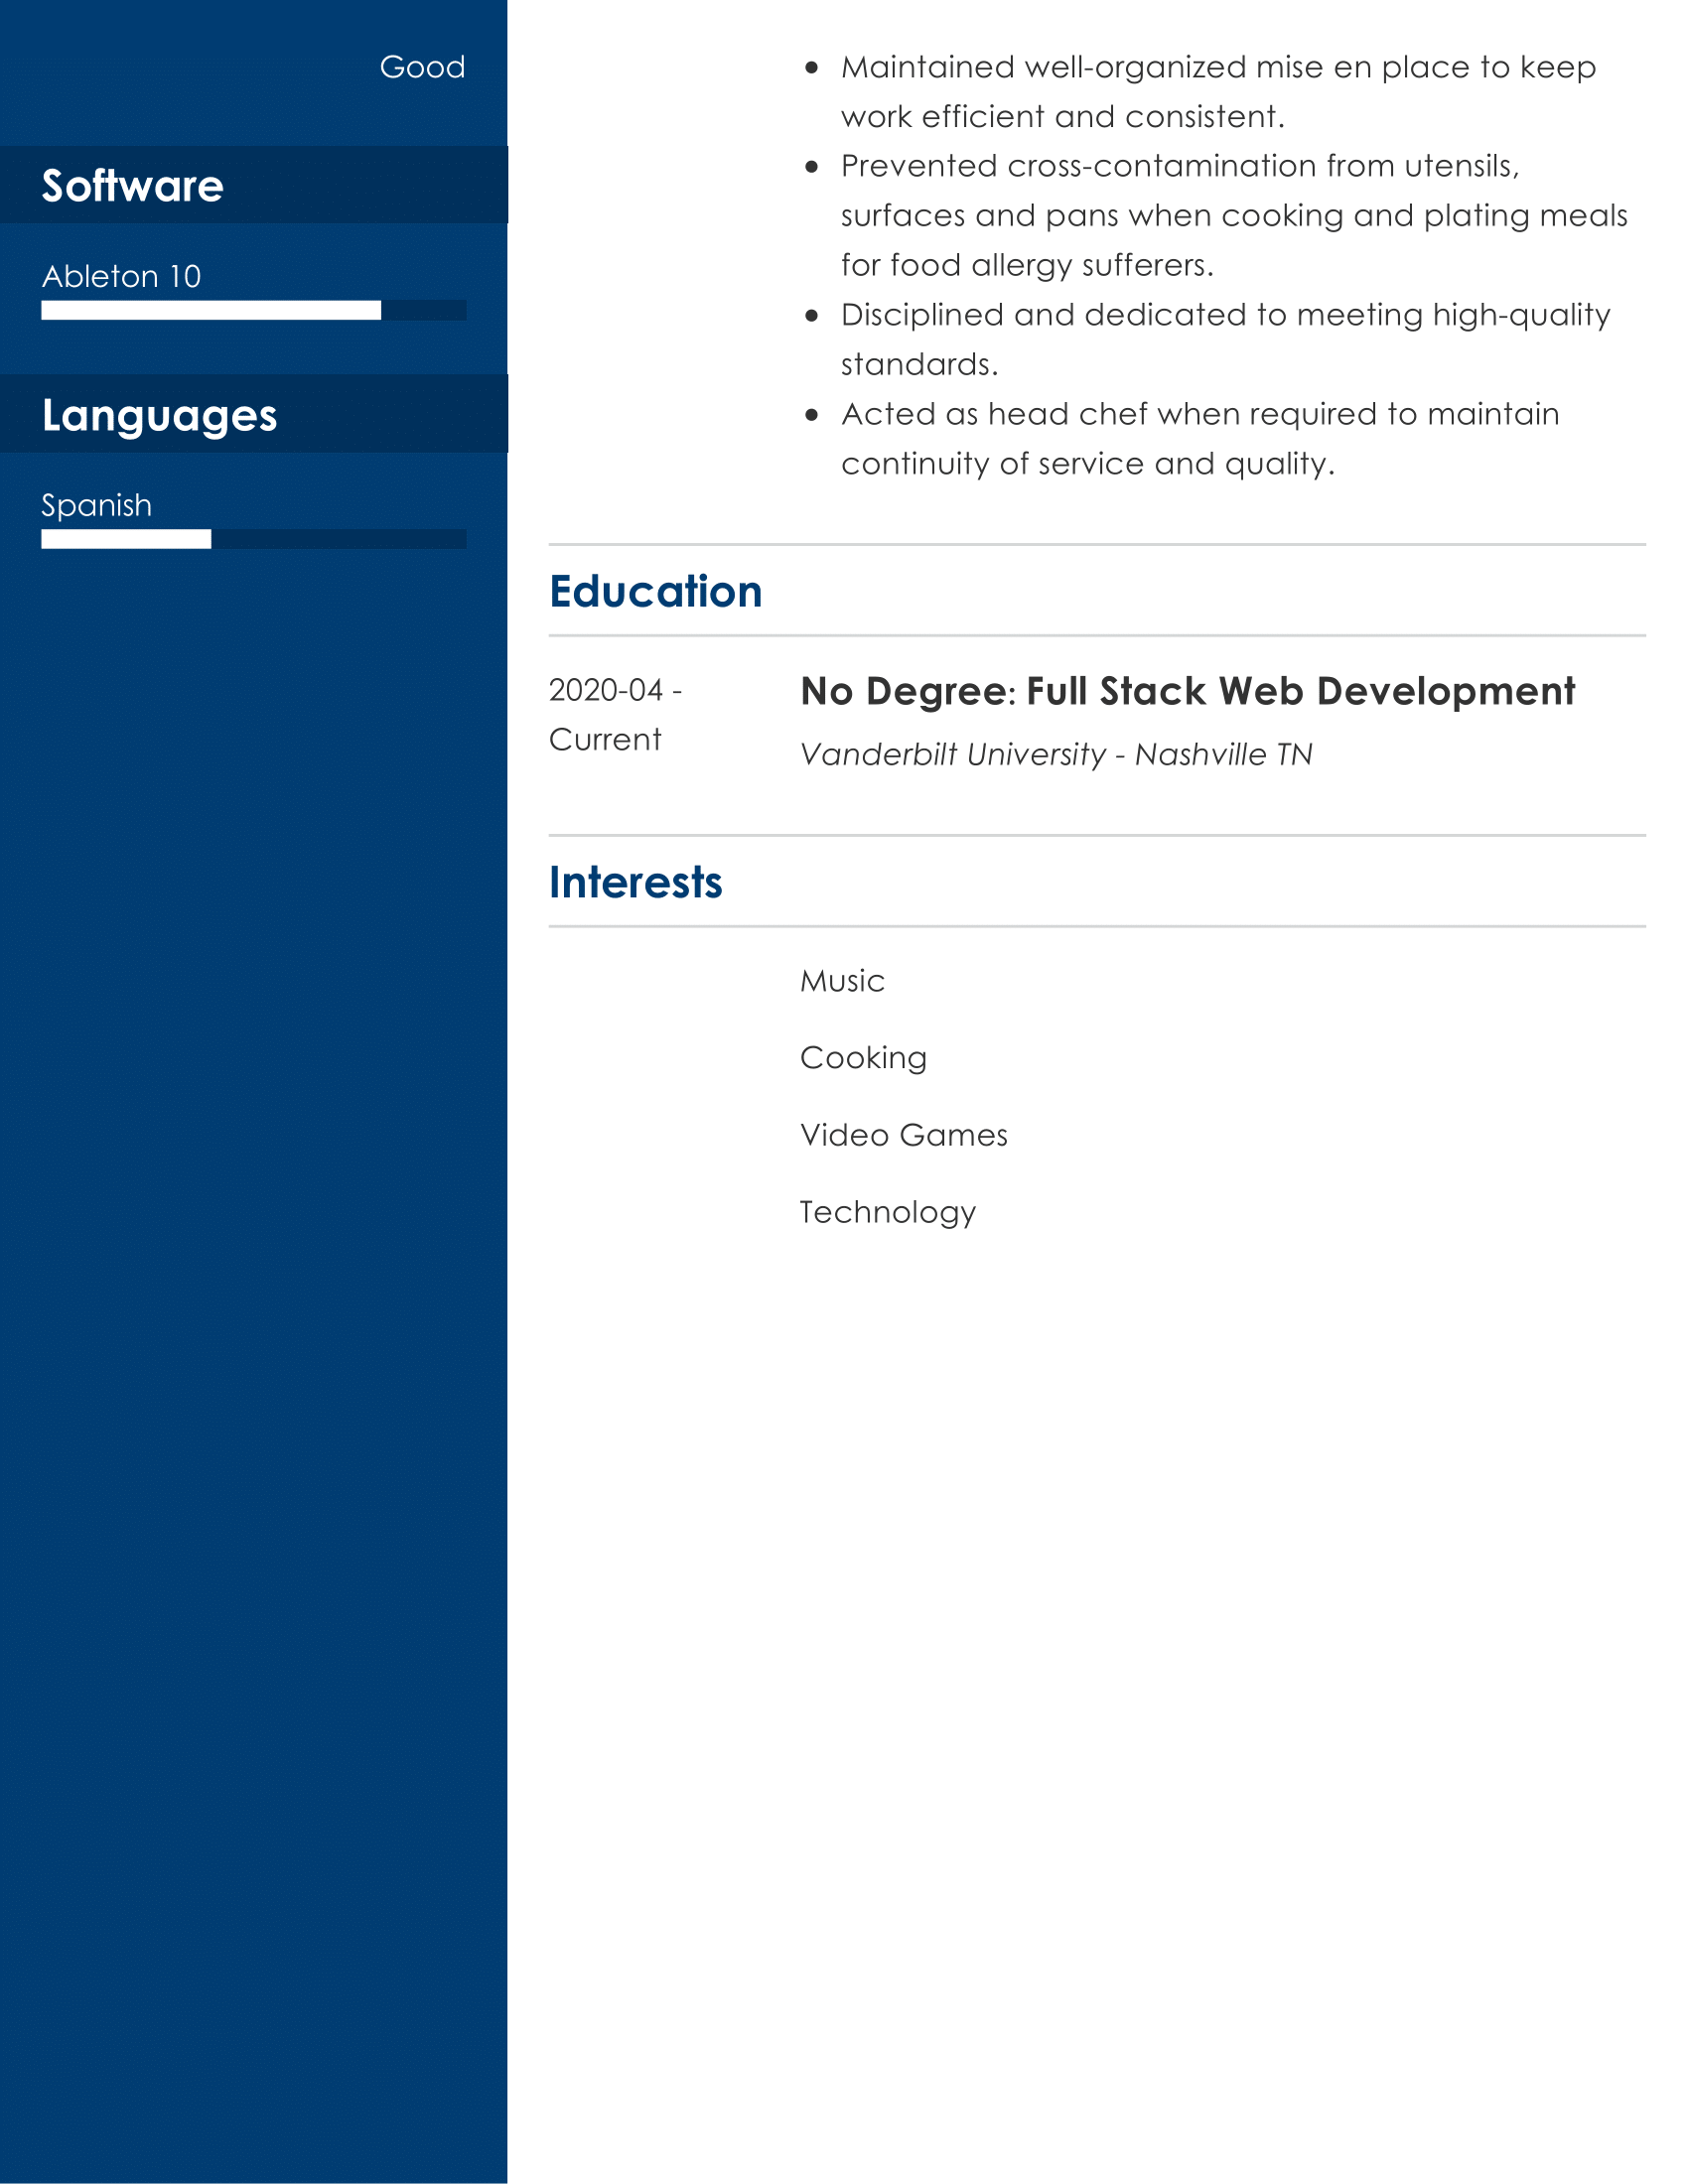 Good
Software
Ableton 10
Languages
Spanish
• Maintained well-organized mise en place to keep
work efficient and consistent.
• Prevented cross-contamination from utensils,
surfaces and pans when cooking and plating meals
for food allergy sufferers.
• Disciplined and dedicated to meeting high-quality
standards.
• Acted as head chef when required to maintain
continuity of service and quality.
Education
2020-04 -
Current
No Degree: Full Stack Web Development
Vanderbilt University - Nashville TN
Interests
Music
Cooking
Video Games
Technology